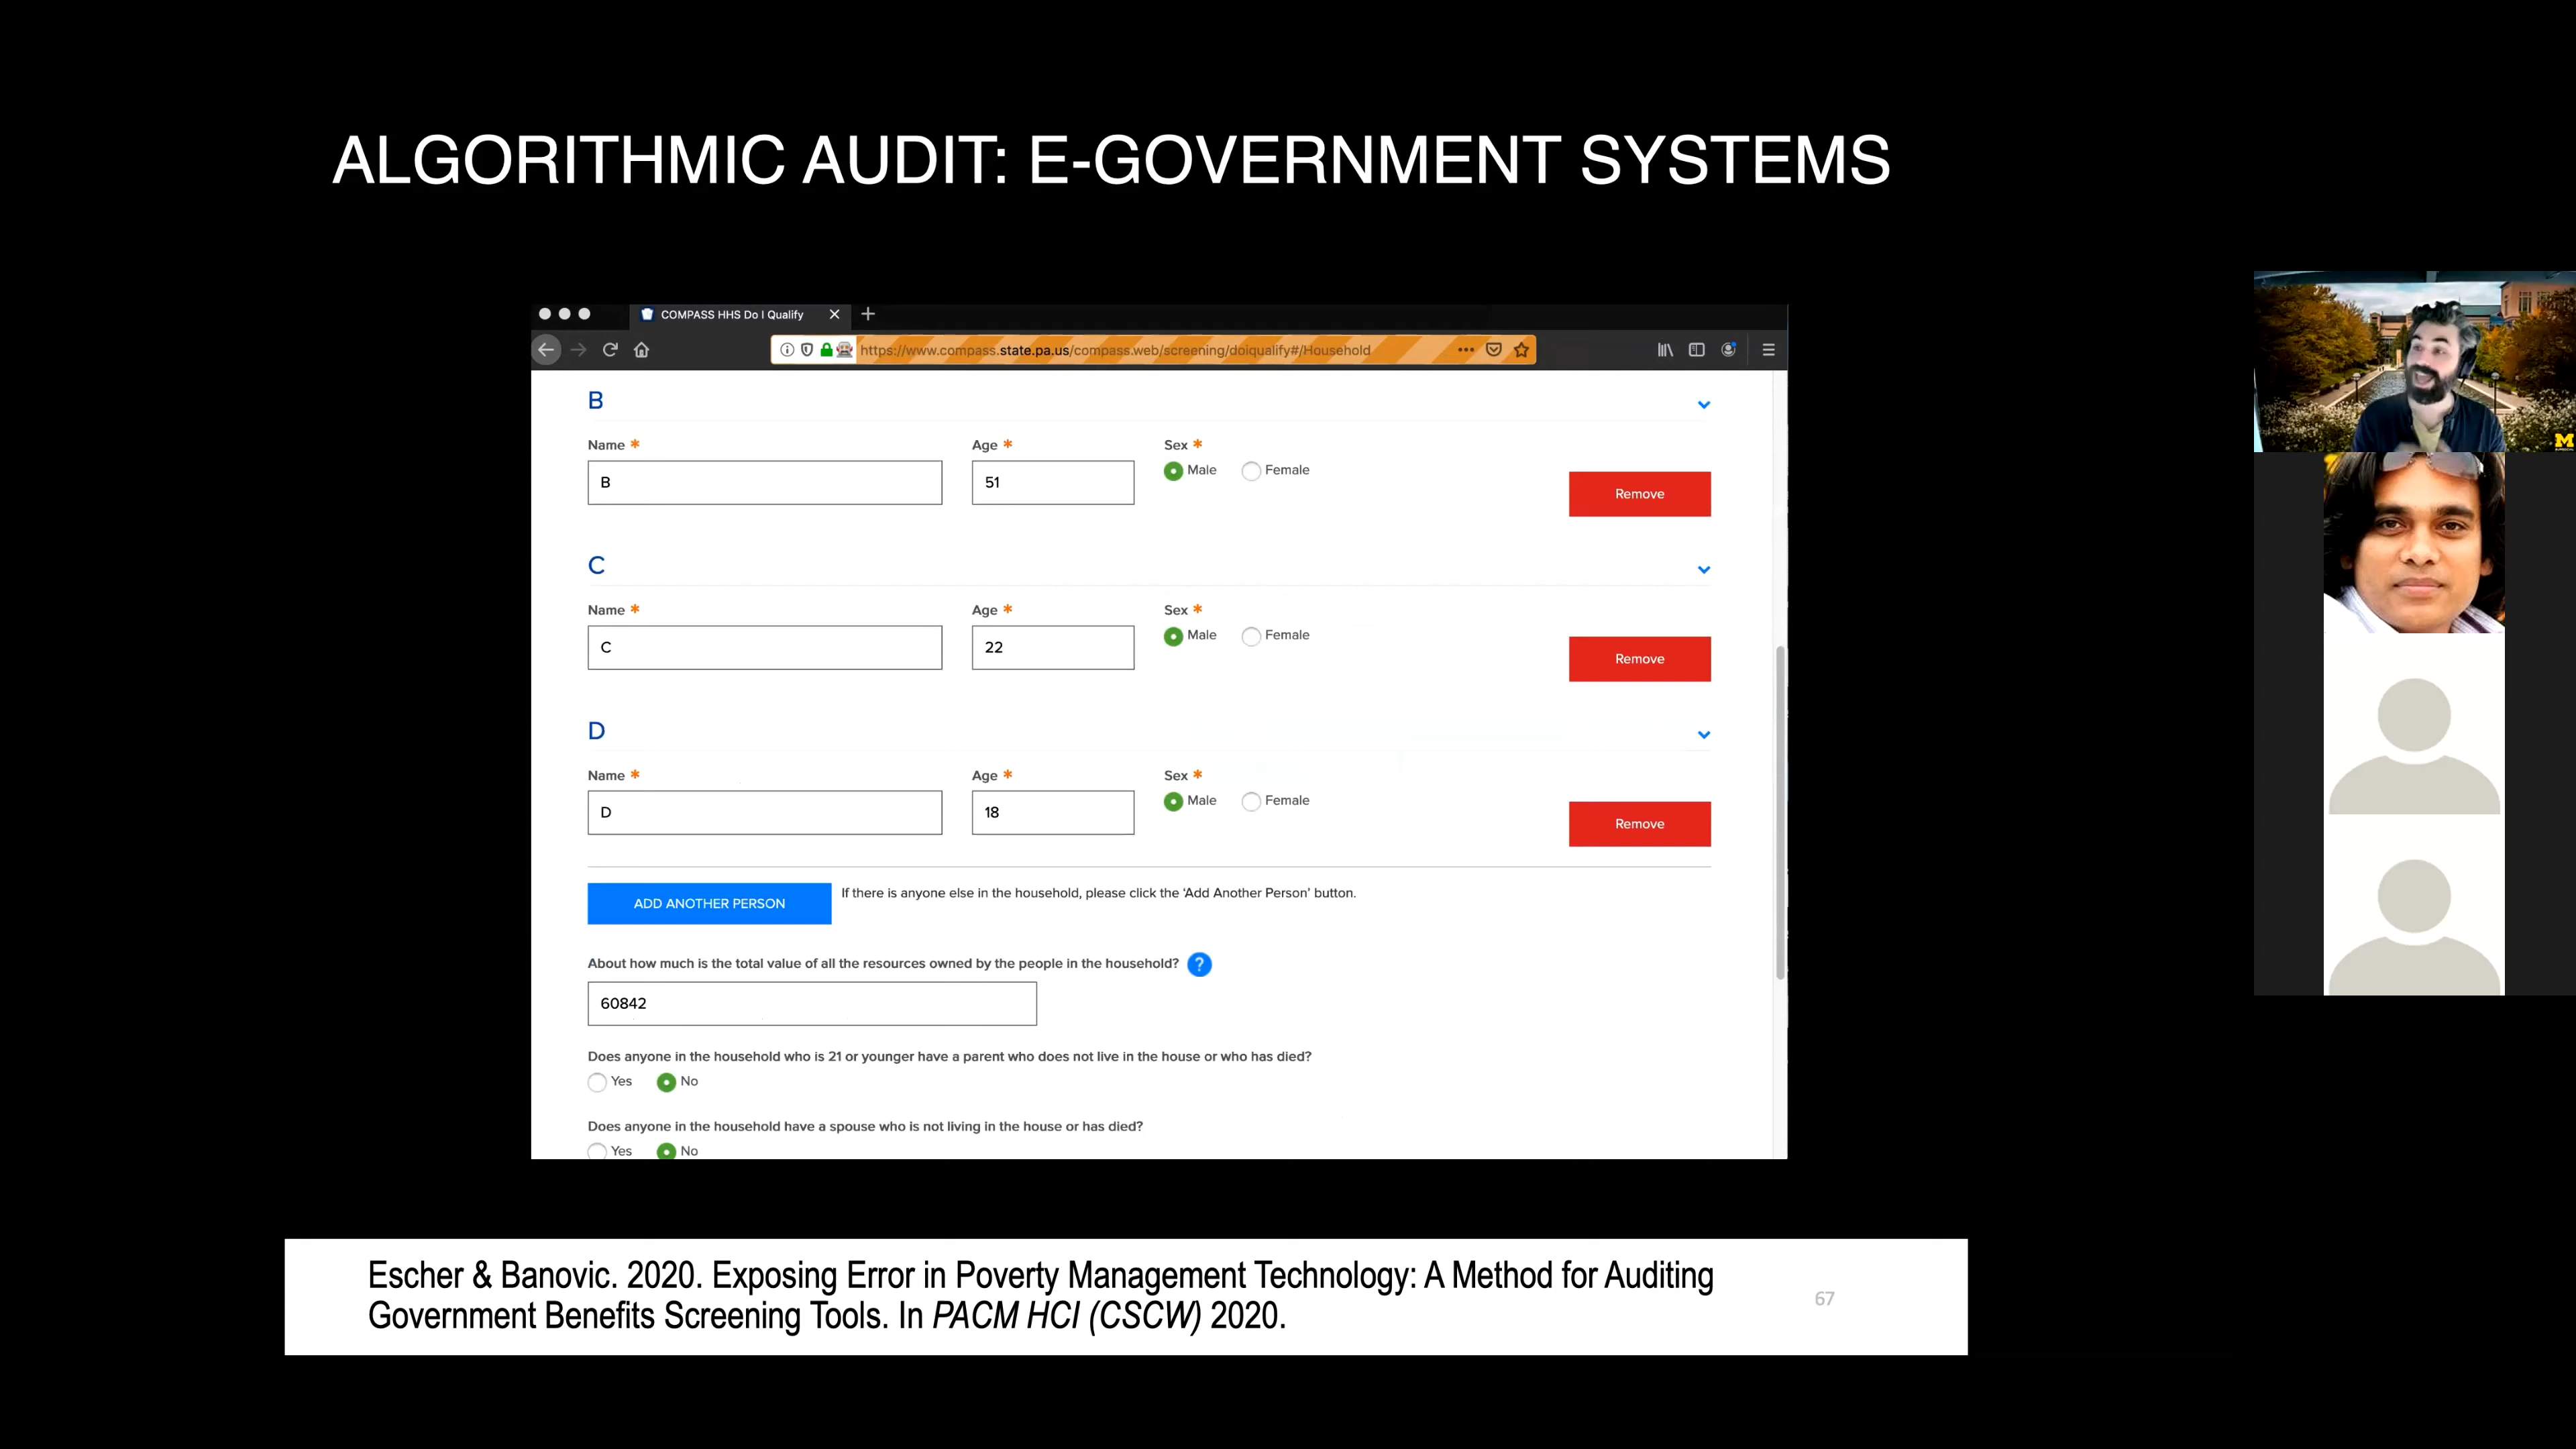 ALGORITHMIC AUDIT: E-GOVERNMENT SYSTEMS
COMPASS HHS Do I Qualify
https://www.compass.state.pa.us/compass.web/screening/doiqualify#/Household
B
Name * Age * Sex *
B 51 Male Female
Remove
C
Name * Age * Sex *
C 22 Male Female
Remove
D
Name * Age * Sex *
D 18 Male Female
Remove
ADD ANOTHER PERSON If there is anyone else in the household, please click the ‘Add Another Person’ button.
About how much is the total value of all the resources owned by the people in the household? ?
60842
Does anyone in the household who is 21 or younger have a parent who does not live in the house or who has died?
Yes No
Does anyone in the household have a spouse who is not living in the house or has died?
Yes No
Escher & Banovic. 2020. Exposing Error in Poverty Management Technology: A Method for Auditing
Government Benefits Screening Tools. In PACM HCI (CSCW) 2020.
67
M